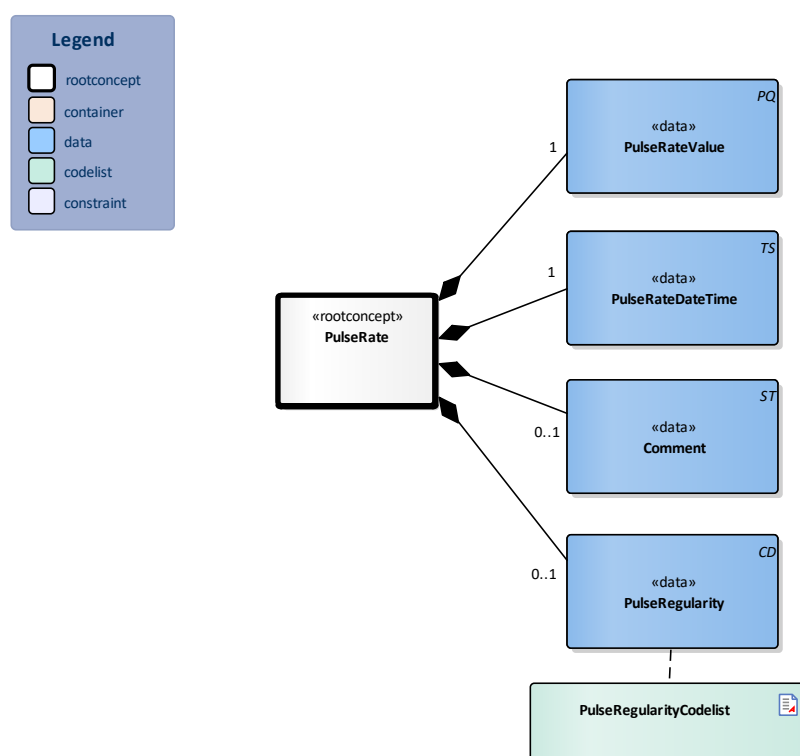 Legend
rootconcept
container
data
codelist
constraint
PQ
«data»
PulseRateValue
1
TS
«data»
PulseRateDateTime
1
«rootconcept»
PulseRate
ST
«data»
Comment
0..1
CD
«data»
PulseRegularity
0..1
PulseRegularityCodelist